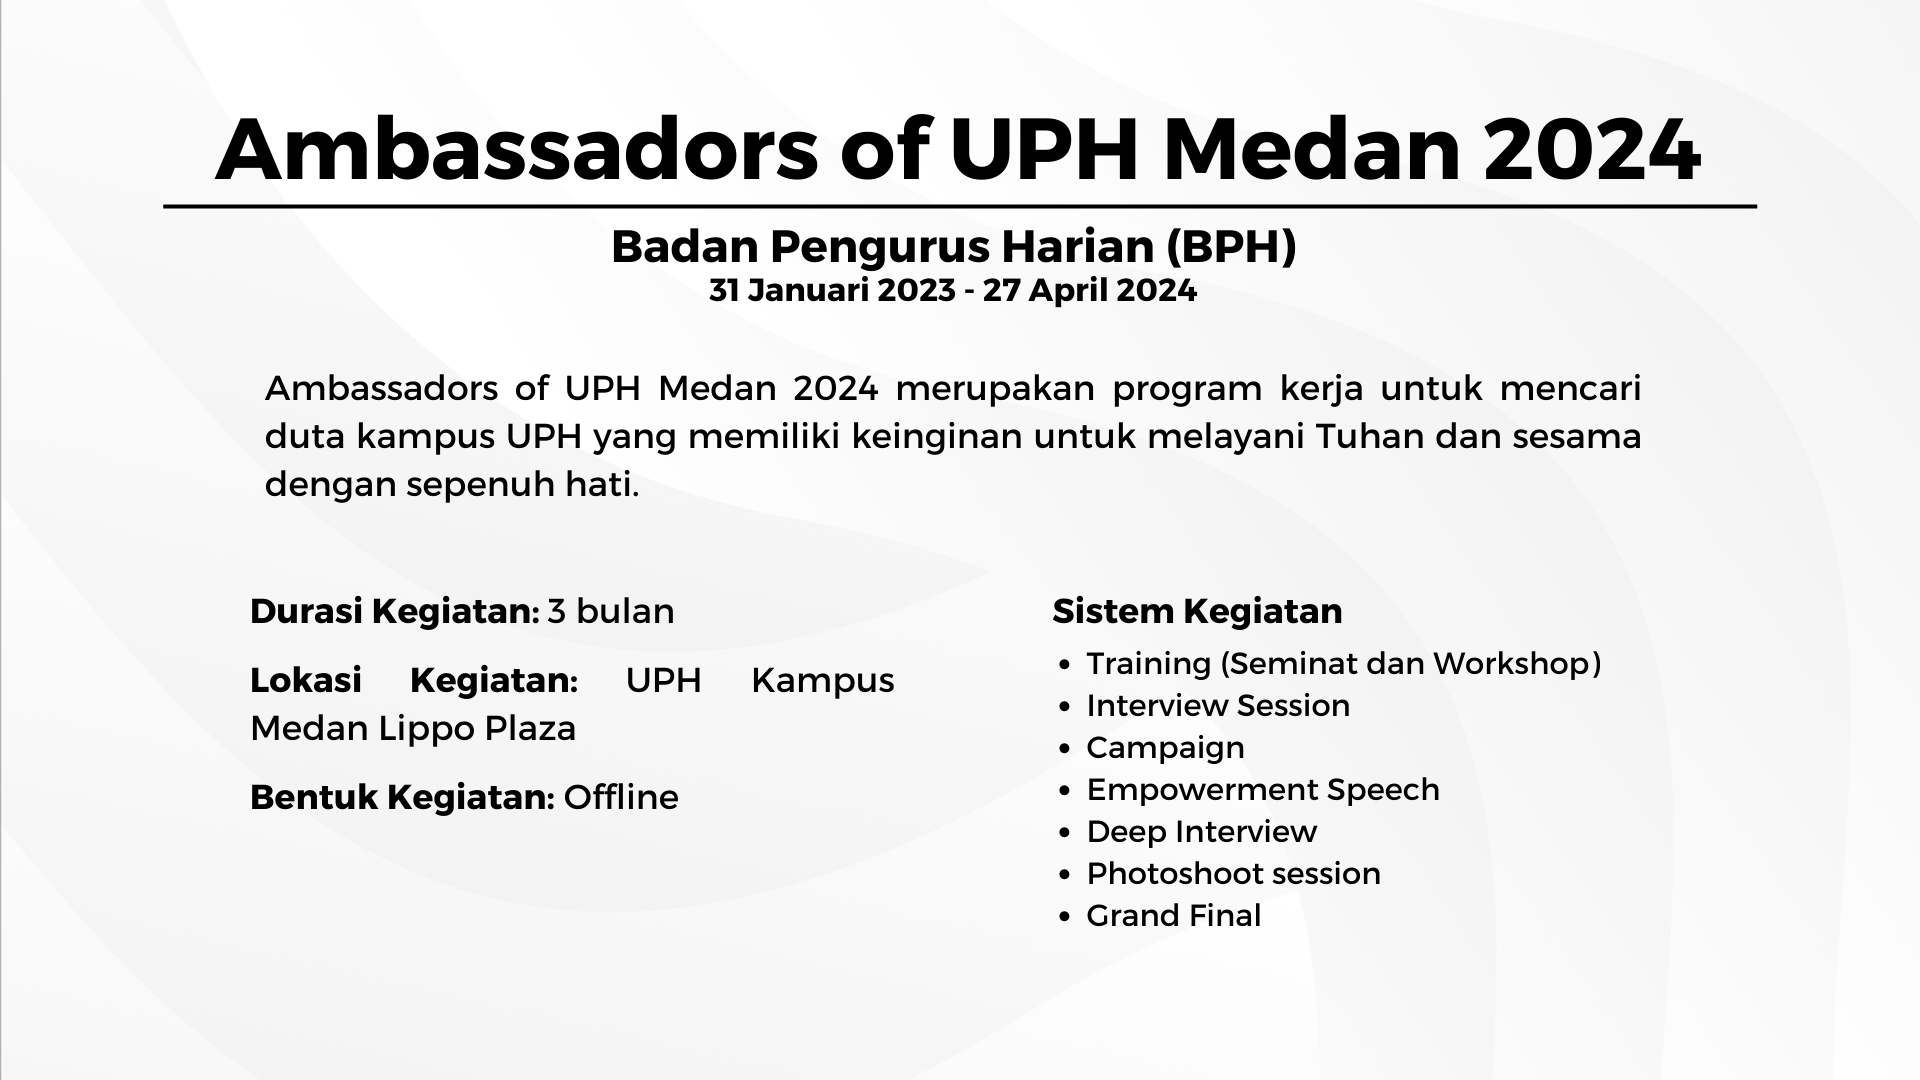 Ambassadors of UPH Medan 2024
Badan Pengurus Harian (BPH)
31 Januari 2023 - 27 April 2024
Ambassadors of UPH Medan 2024 merupakan program kerja untuk mencari
duta kampus UPH yang memiliki keinginan untuk melayani Tuhan dan sesama
dengan sepenuh hati.
Durasi Kegiatan: 3 bulan
Lokasi Kegiatan: UPH Kampus
Medan Lippo Plaza
Bentuk Kegiatan: Offline
Sistem Kegiatan
• Training (Seminat dan Workshop)
• Interview Session
• Campaign
• Empowerment Speech
• Deep Interview
• Photoshoot session
• Grand Final